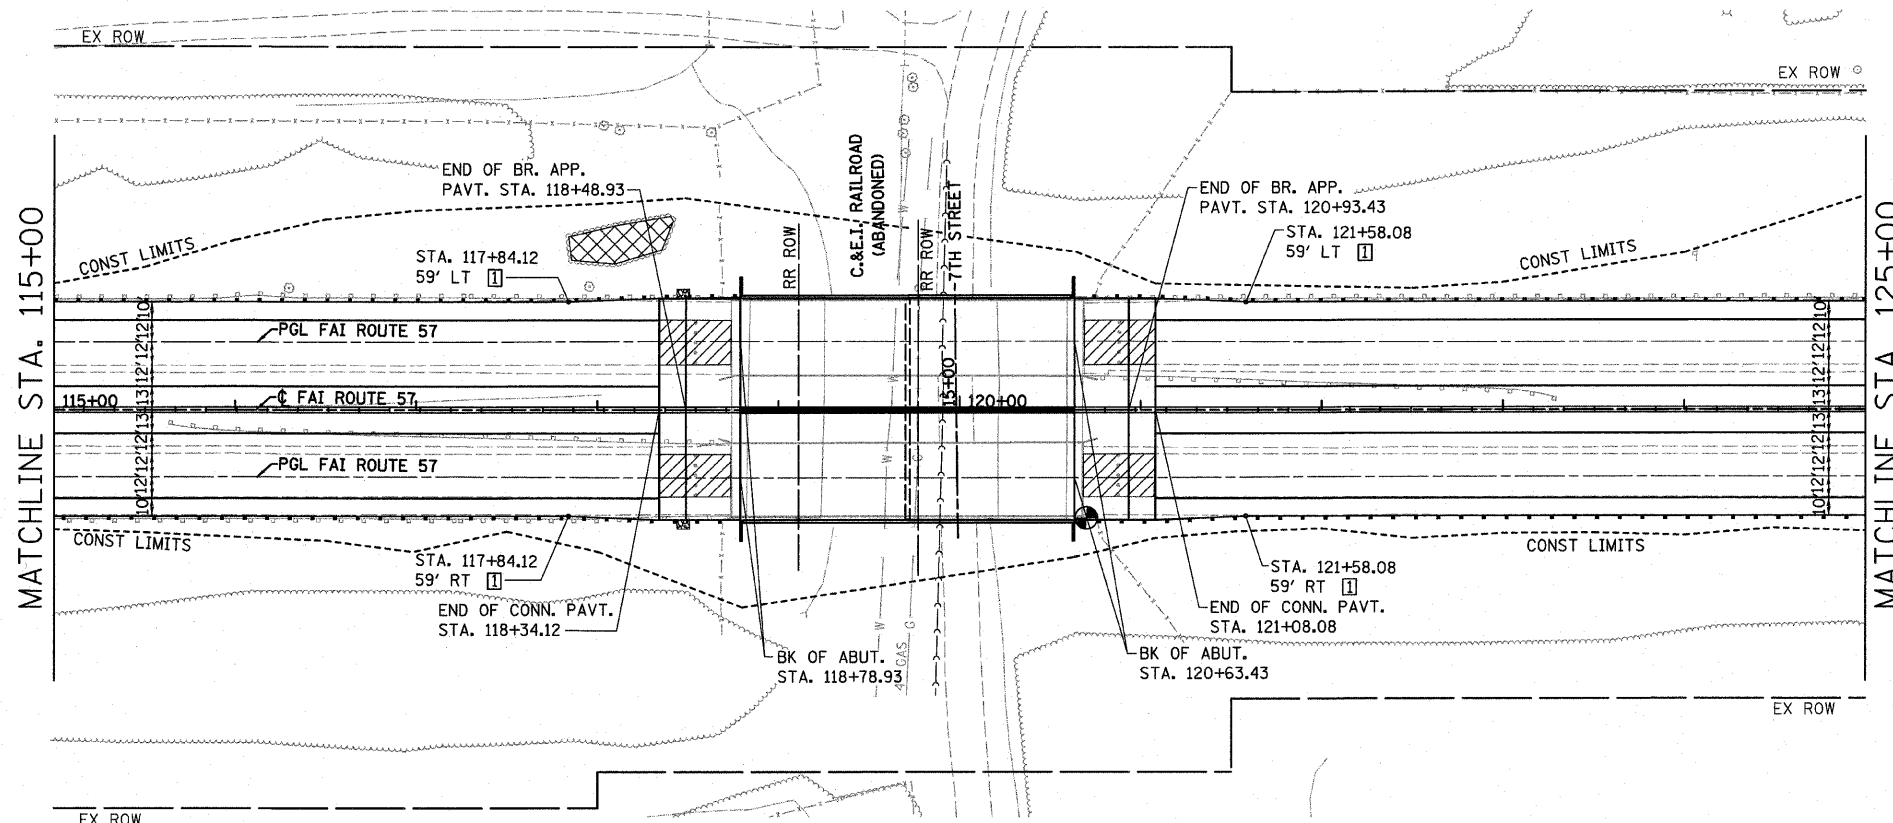 EX ROW
EX ROW
MATCHLINE STA. 115+00
MATCHLINE STA. 125+00
END OF BR. APP.
PAVT. STA. 118+48.93
C.&E.I. RAILROAD
(ABANDONED)
7TH STREET
END OF BR. APP.
PAVT. STA. 120+93.43
CONST LIMITS
STA. 117+84.12
59' LT 1
RR ROW
RR ROW
STA. 121+58.08
59' LT 1
CONST LIMITS
W
PGL FAI ROUTE 57
10' 12' 12' 12' 13' 13' 12' 12' 12' 10'
10' 12' 12' 12' 13' 13' 12' 12' 12' 10'
115+00
℄ FAI ROUTE 57
15+00
120+00
W
PGL FAI ROUTE 57
W
G
CONST LIMITS
CONST LIMITS
STA. 117+84.12
59' RT 1
STA. 121+58.08
59' RT 1
END OF CONN. PAVT.
STA. 118+34.12
END OF CONN. PAVT.
STA. 121+08.08
W
G
GAS
BK OF ABUT.
STA. 118+78.93
BK OF ABUT.
STA. 120+63.43
EX ROW
EX ROW